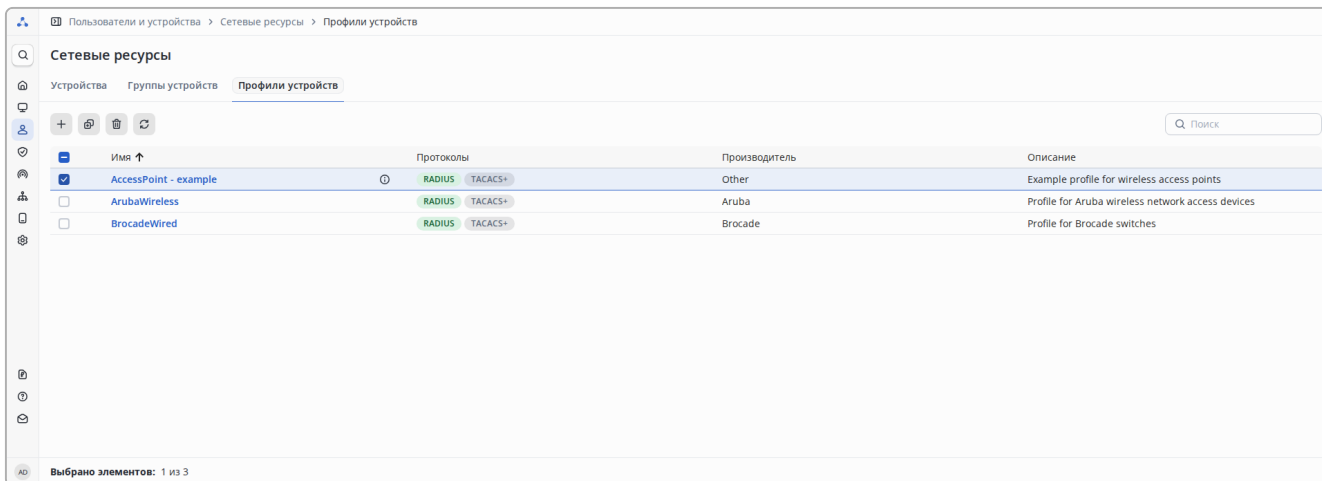 Пользователи и устройства > Сетевые ресурсы > Профили устройств
Сетевые ресурсы
Устройства Группы устройств Профили устройств
Поиск
Имя ↑ Протоколы Производитель Описание
AccessPoint - example RADIUS TACACS+ Other Example profile for wireless access points
ArubaWireless RADIUS TACACS+ Aruba Profile for Aruba wireless network access devices
BrocadeWired RADIUS TACACS+ Brocade Profile for Brocade switches
AD Выбрано элементов: 1 из 3